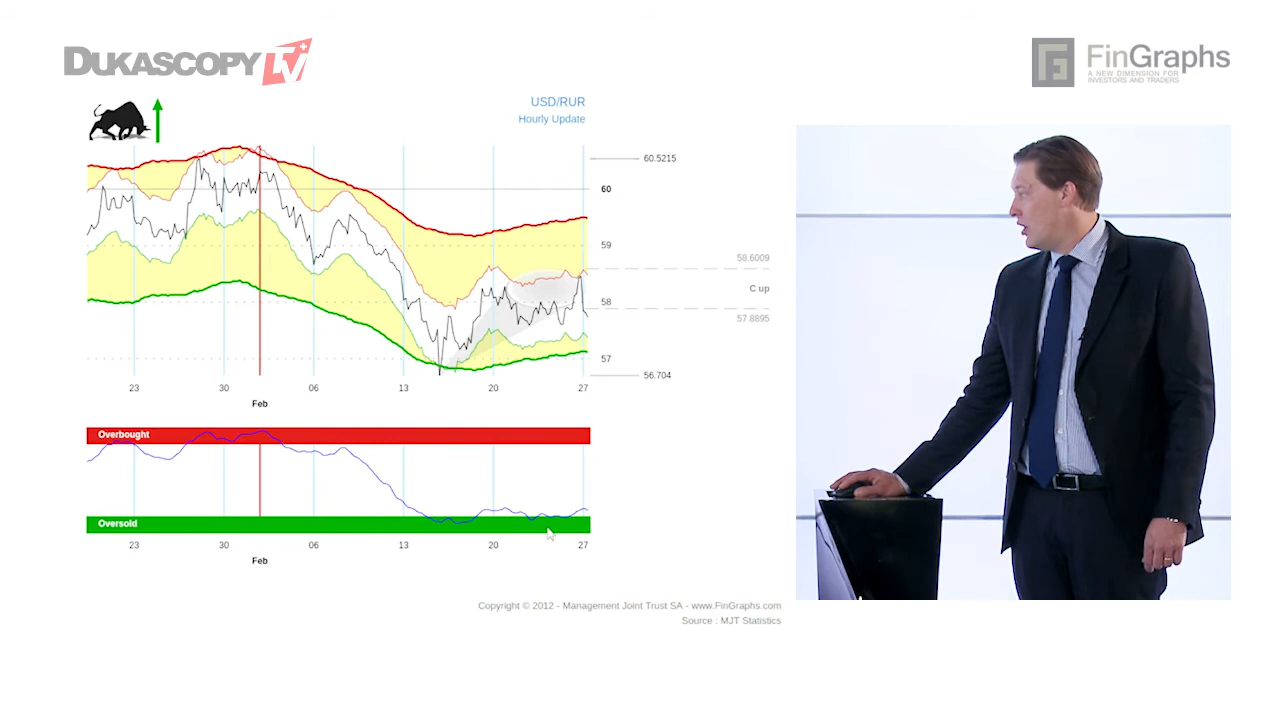 DUKASCOPY TV+
FinGraphs
A NEW DIMENSION FOR
INVESTORS AND TRADERS
USD/RUR
Hourly Update
60.5215
60
59
58.6009
C up
58
57.8895
57
56.704
23 30 06 13 20 27
Feb
Overbought
Oversold
23 30 06 13 20 27
Feb
Copyright © 2012 - Management Joint Trust SA - www.FinGraphs.com
Source : MJT Statistics